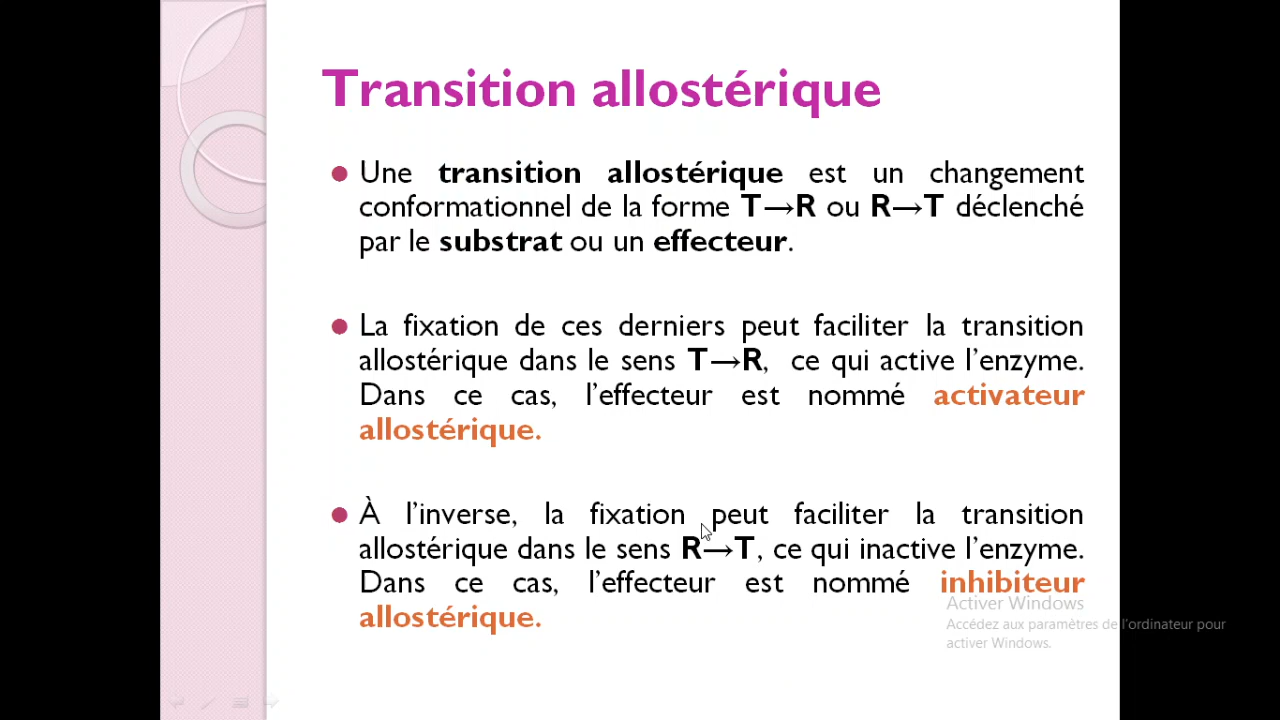 Transition allostérique
Une transition allostérique est un changement
conformationnel de la forme T→R ou R→T déclenché
par le substrat ou un effecteur.
La fixation de ces derniers peut faciliter la transition
allostérique dans le sens T→R, ce qui active l’enzyme.
Dans ce cas, l’effecteur est nommé activateur
allostérique.
À l’inverse, la fixation peut faciliter la transition
allostérique dans le sens R→T, ce qui inactive l’enzyme.
Dans ce cas, l’effecteur est nommé inhibiteur
allostérique.
Activer Windows
Accédez aux paramètres de l'ordinateur pour
activer Windows.